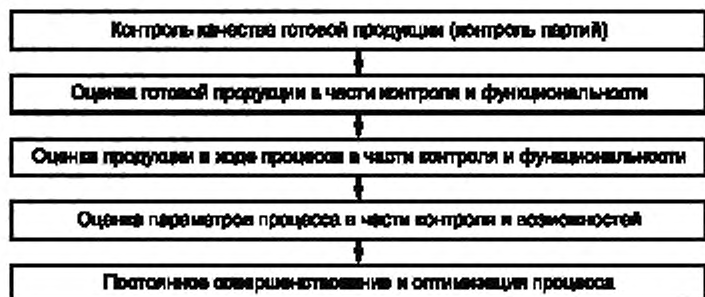 Контроль качества готовой продукции (контроль партий)
Оценка готовой продукции в части контроля и функциональности
Оценка продукции в ходе процесса в части контроля и функциональности
Оценка параметров процесса в части контроля и возможностей
Постоянное совершенствование и оптимизация процесса